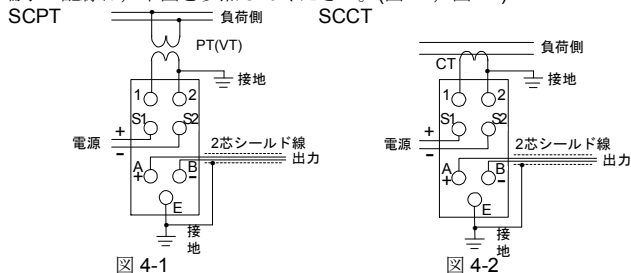 SCPT
SCCT
負荷側
PT(VT)
接地
1 2
S1 S2
電源
+
-
2芯シールド線
出力
A B
+ -
E
接地
図 4-1
負荷側
CT
接地
1 2
S1 S2
電源
+
-
2芯シールド線
出力
A B
+ -
E
接地
図 4-2